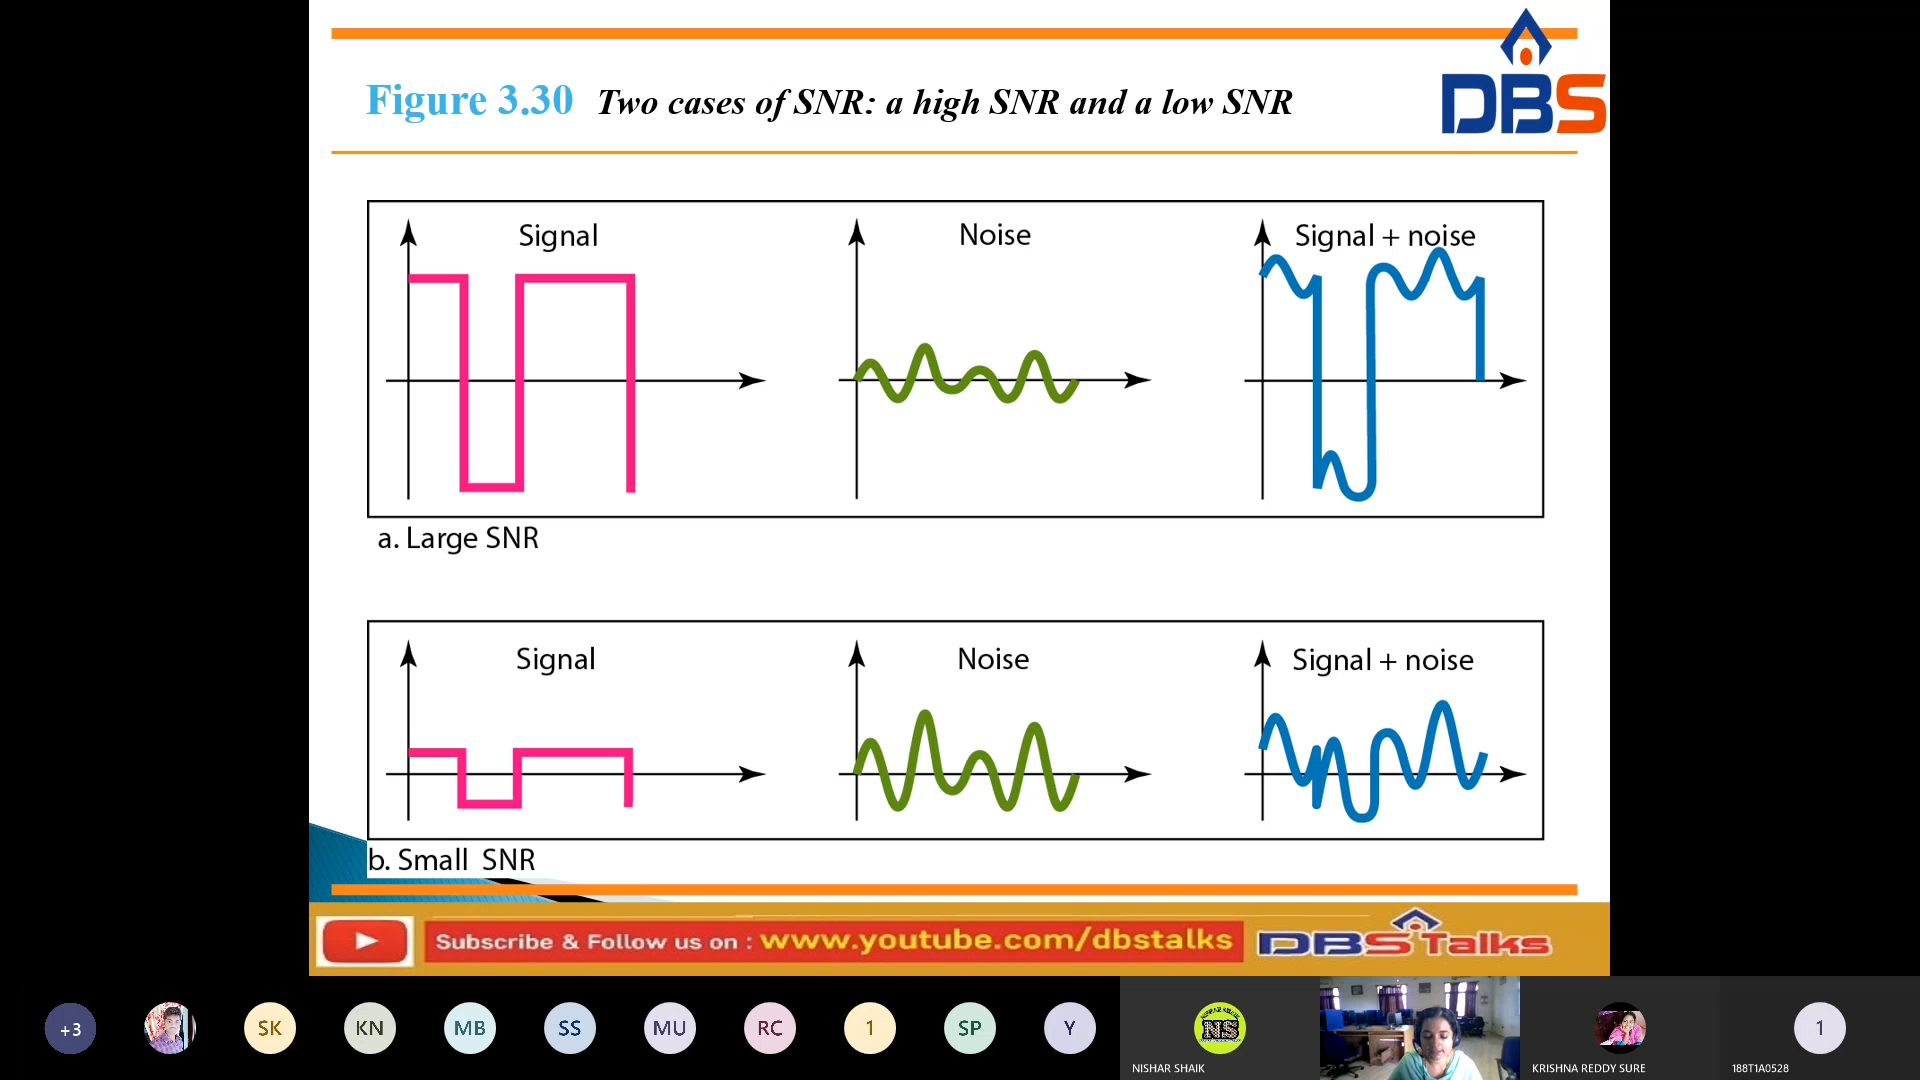 DBS
Figure 3.30 Two cases of SNR: a high SNR and a low SNR
Signal
Noise
Signal + noise
a. Large SNR
Signal
Noise
Signal + noise
b. Small SNR
Subscribe & Follow us on : www.youtube.com/dbstalks DBS Talks
+3
SK
KN
MB
SS
MU
RC
1
SP
Y
NS
NISHAR SHAIK
KRISHNA REDDY SURE
1
188T1A0528